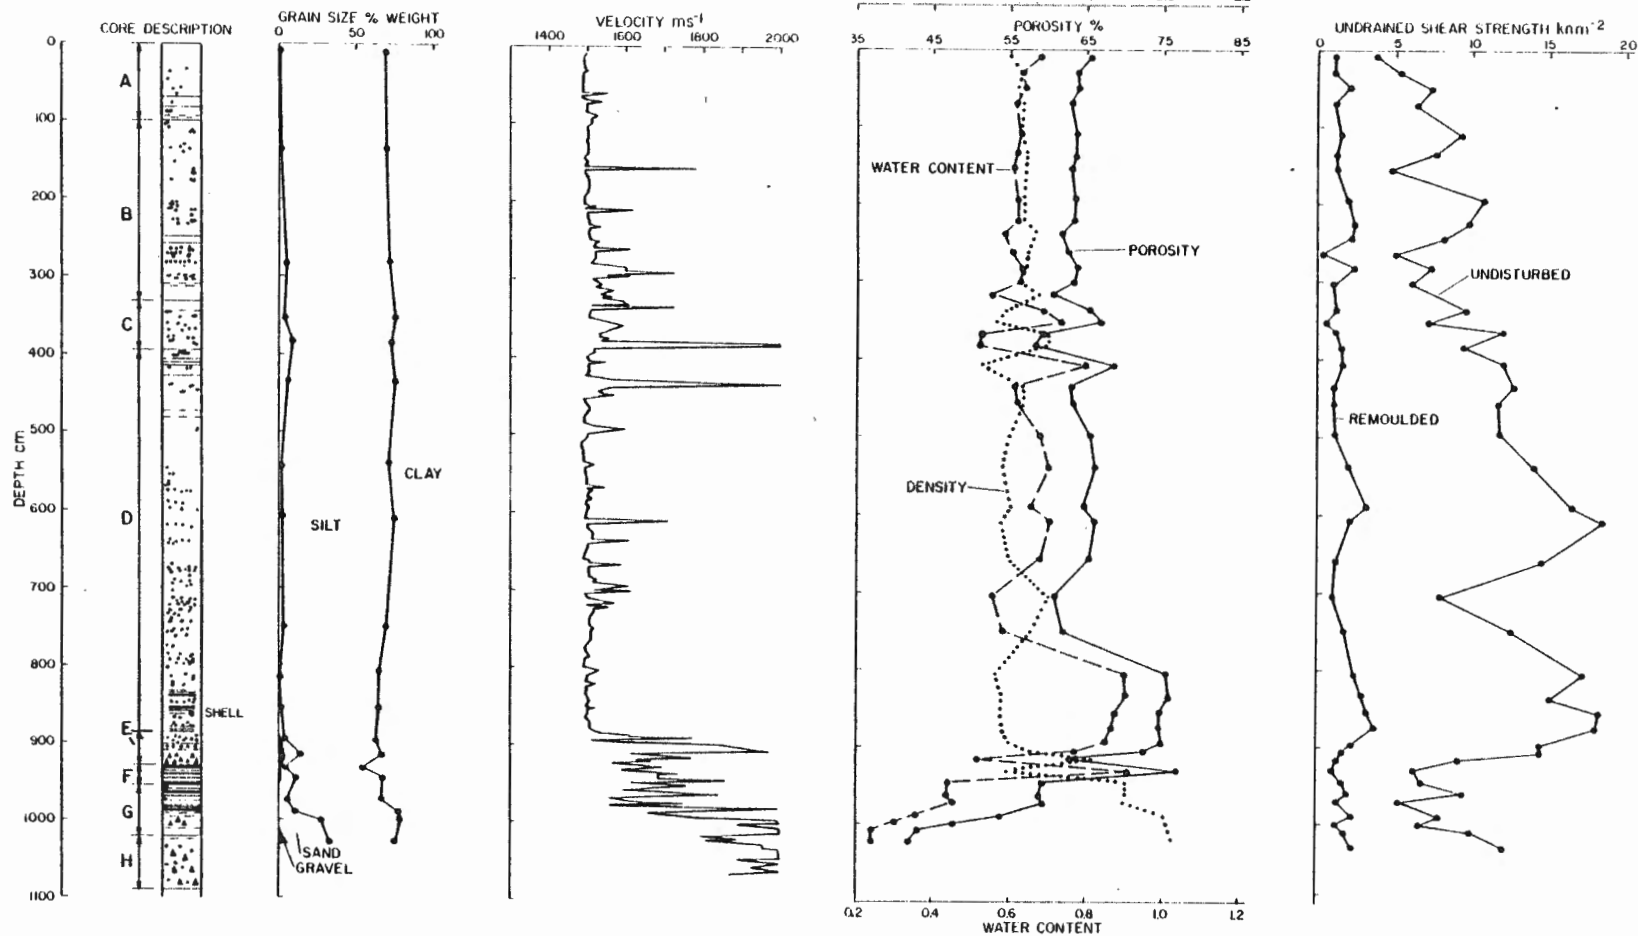 GRAIN SIZE % WEIGHT
CORE DESCRIPTION
0 50 100
VELOCITY ms⁻¹
1400 1600 1800 2000
POROSITY %
35 45 55 65 75 85
UNDRAINED SHEAR STRENGTH knm⁻²
0 5 10 15 20
DEPTH cm
0
100
200
300
400
500
600
700
800
900
1000
1100
A
B
C
D
E
F
G
H
SHELL
SILT
CLAY
SAND
GRAVEL
WATER CONTENT
POROSITY
DENSITY
UNDISTURBED
REMOULDED
0.2 0.4 0.6 0.8 1.0 1.2
WATER CONTENT